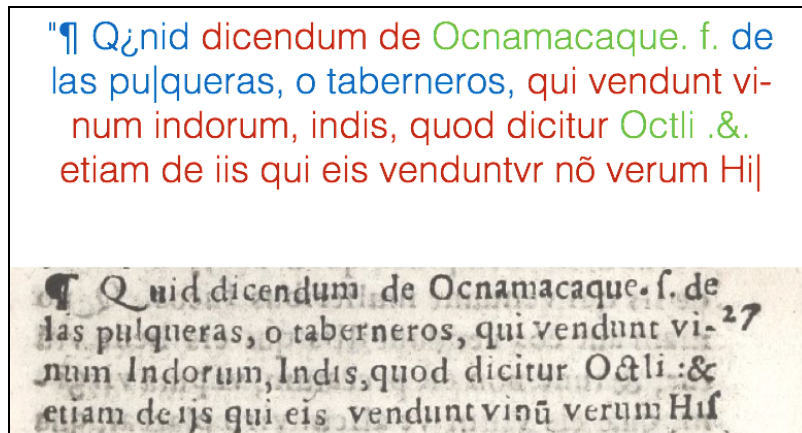 "¶ Q¿nid dicendum de Ocnamacaque. f. de
las pu|queras, o taberneros, qui vendunt vi-
num indorum, indis, quod dicitur Octli .&.
etiam de iis qui eis venduntvr nõ verum Hi|
¶ Quid dicendum de Ocnamacaque. ſ. de
las pulqueras, o taberneros, qui vendunt vi- 27
num Indorum, Indis, quod dicitur Octli :&
etiam de ijs qui eis vendunt vinũ verum Hiſ